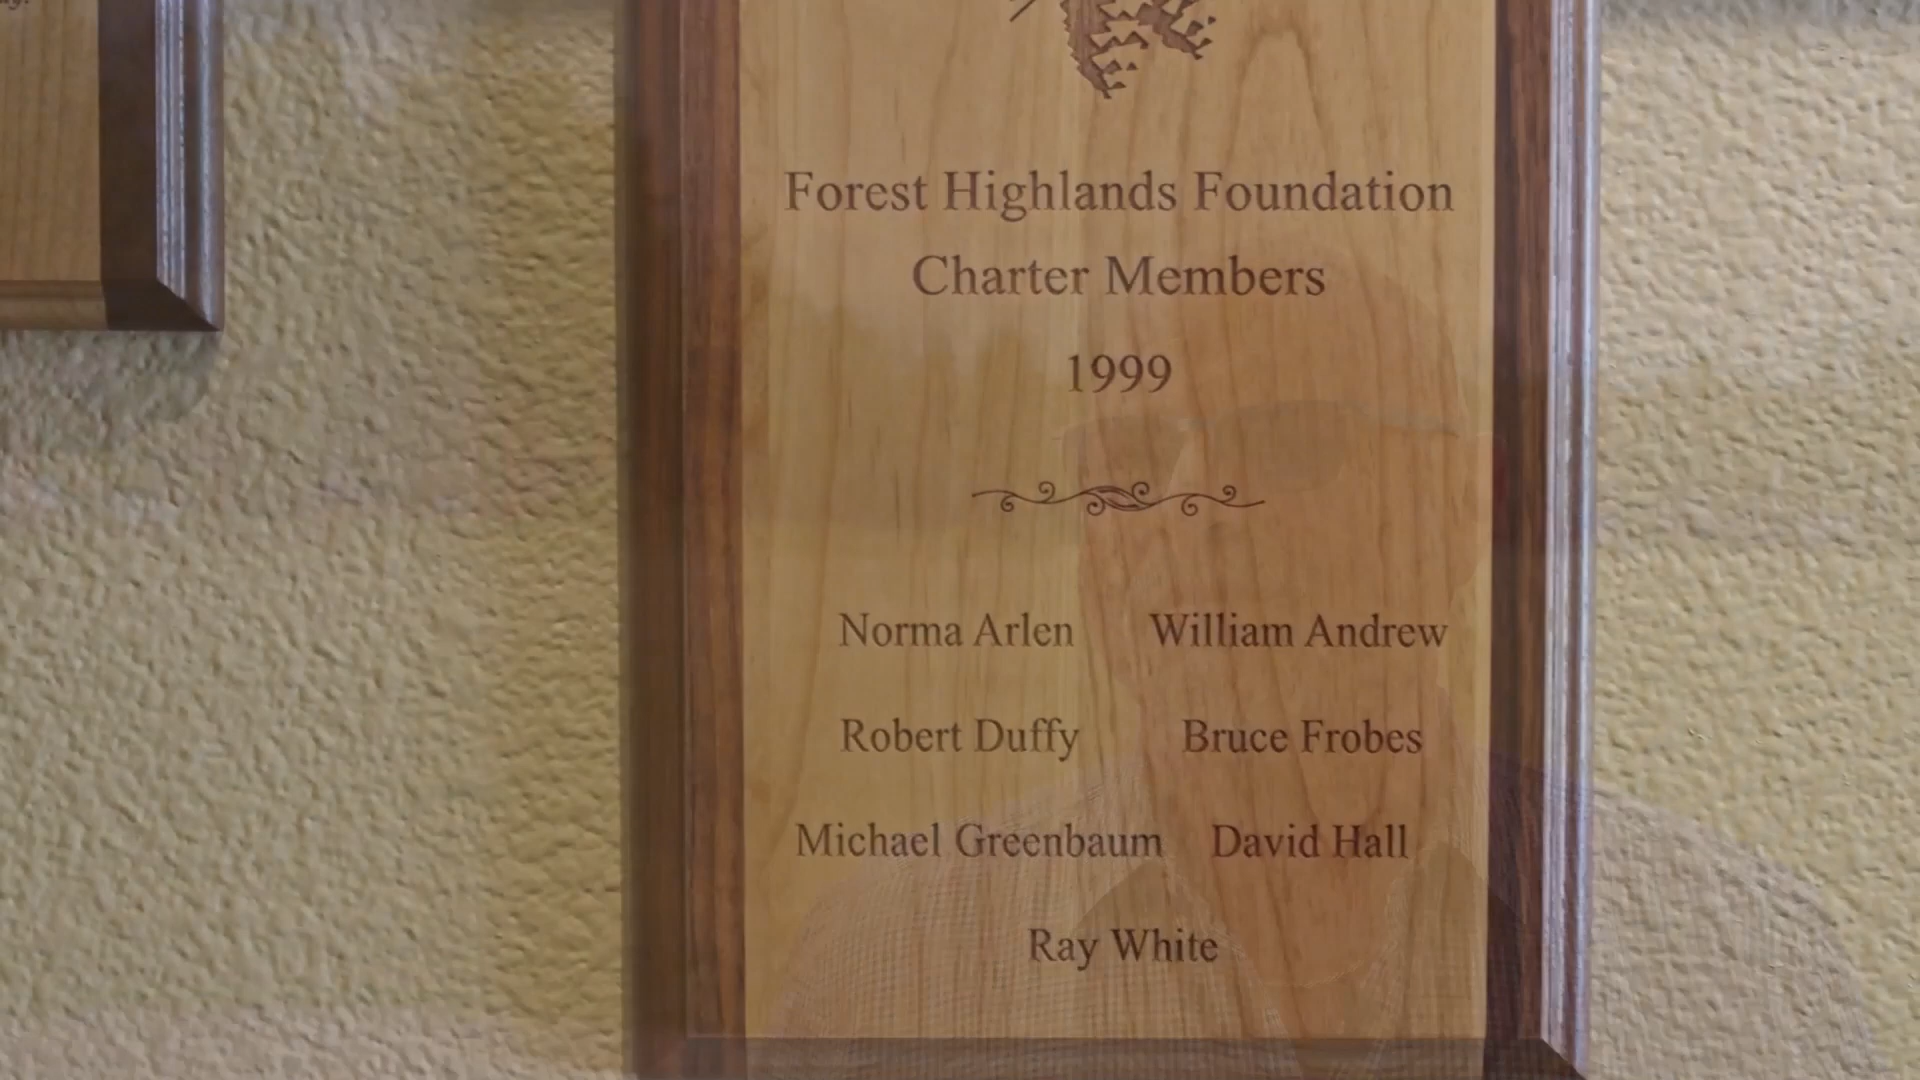 Forest Highlands Foundation
Charter Members
1999
Norma Arlen William Andrew
Robert Duffy Bruce Frobes
Michael Greenbaum David Hall
Ray White